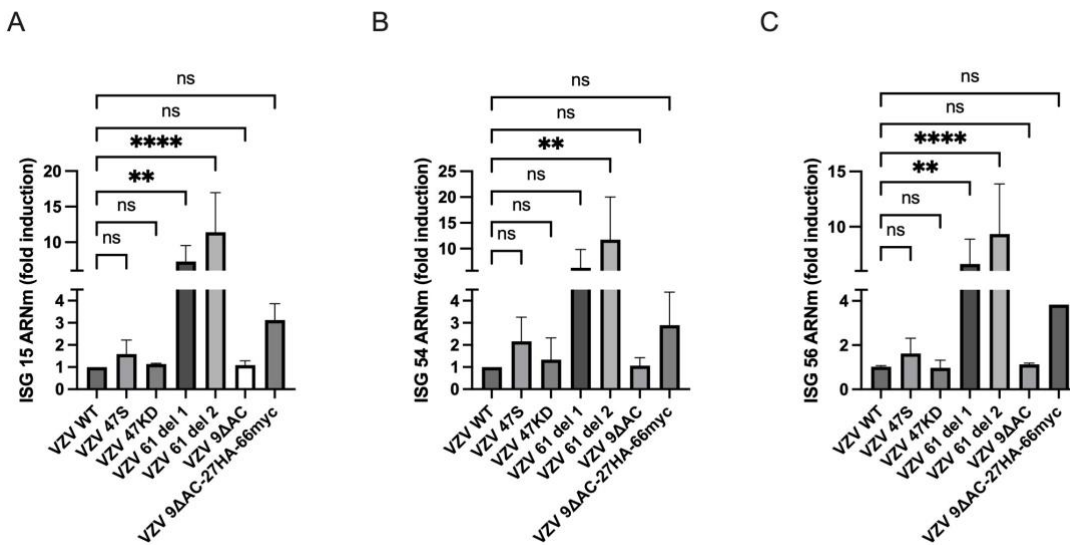 A
ns
ns
****
**
ns
ns
20
15
10
4
3
2
1
0
ISG 15 ARNm (fold induction)
VZV WT
VZV 47S
VZV 47KD
VZV 61 del 1
VZV 61 del 2
VZV 9ΔAC
VZV 9ΔAC-27HA-66myc
B
ns
ns
**
ns
ns
ns
25
20
15
10
4
3
2
1
0
ISG 54 ARNm (fold induction)
VZV WT
VZV 47S
VZV 47KD
VZV 61 del 1
VZV 61 del 2
VZV 9ΔAC
VZV 9ΔAC-27HA-66myc
C
ns
ns
****
**
ns
ns
15
10
4
2
0
ISG 56 ARNm (fold induction)
VZV WT
VZV 47S
VZV 47KD
VZV 61 del 1
VZV 61 del 2
VZV 9ΔAC
VZV 9ΔAC-27HA-66myc